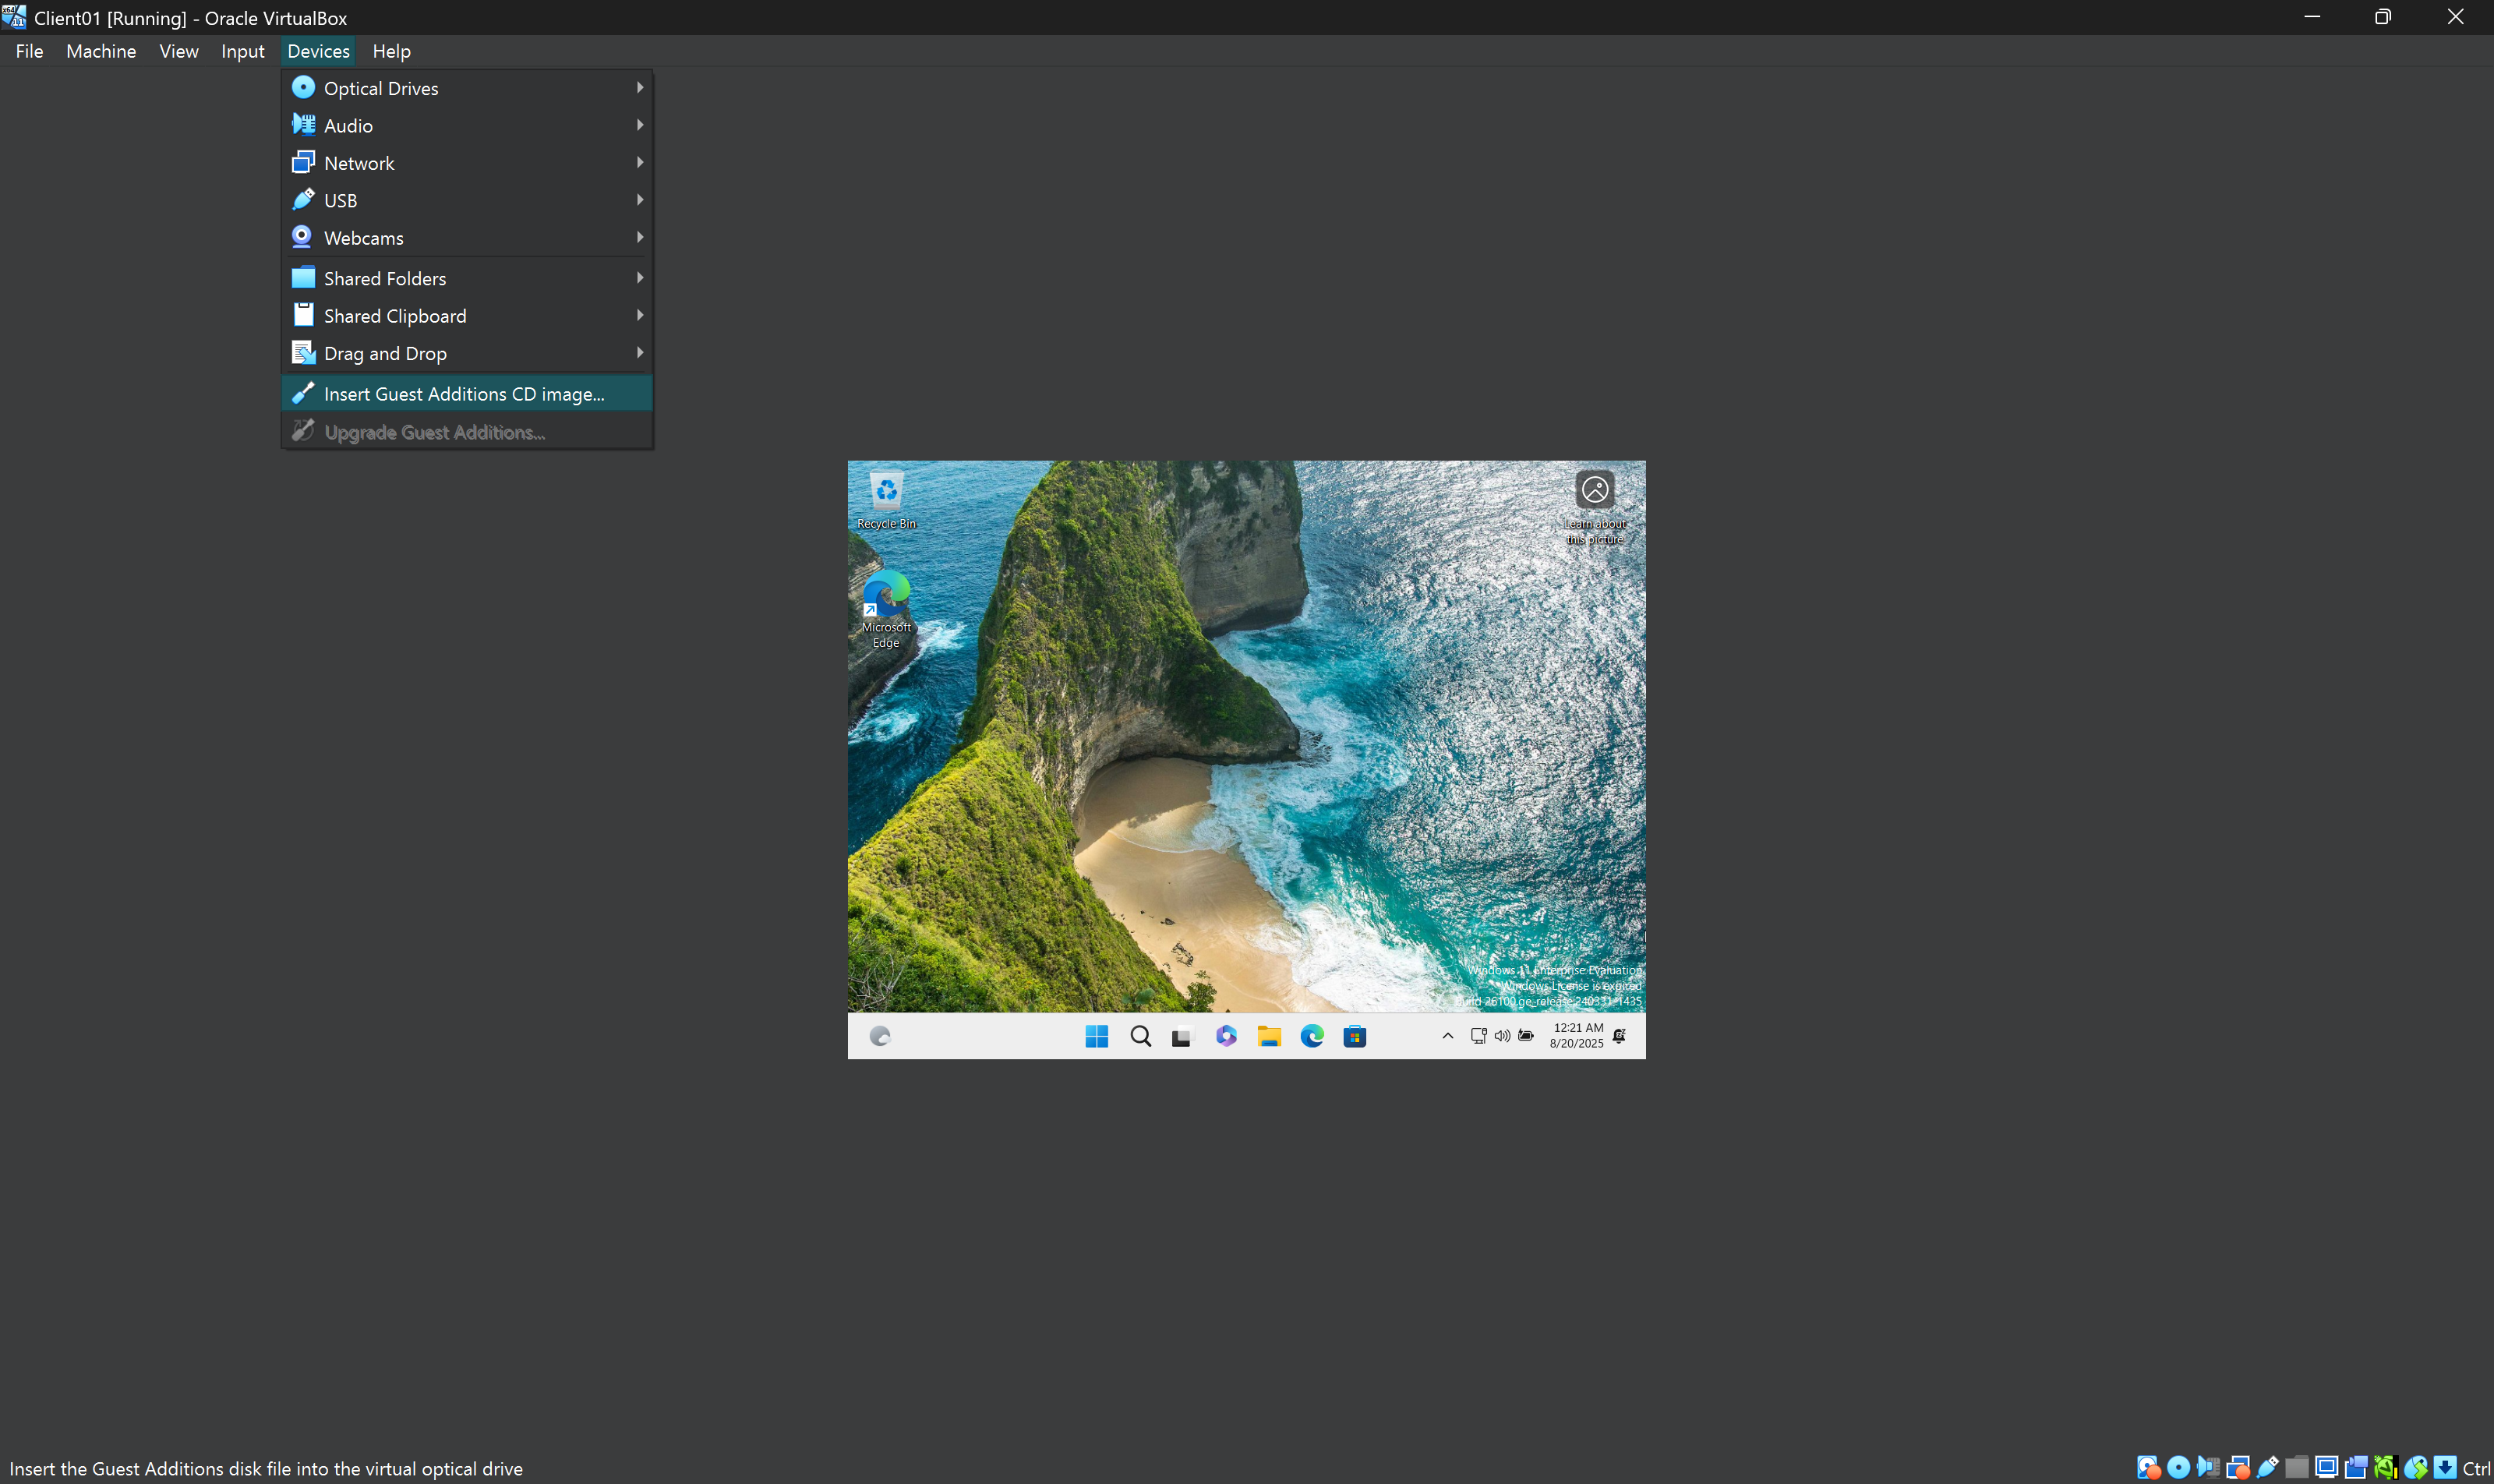 Client01 [Running] - Oracle VirtualBox
File Machine View Input Devices Help
Optical Drives
Audio
Network
USB
Webcams
Shared Folders
Shared Clipboard
Drag and Drop
Insert Guest Additions CD image...
Upgrade Guest Additions...
Recycle Bin
Learn about
this picture
Microsoft
Edge
Windows 11 Enterprise Evaluation
Windows License is expired
Build 26100.ge_release.240331-1435
12:21 AM
8/20/2025
Insert the Guest Additions disk file into the virtual optical drive
Ctrl